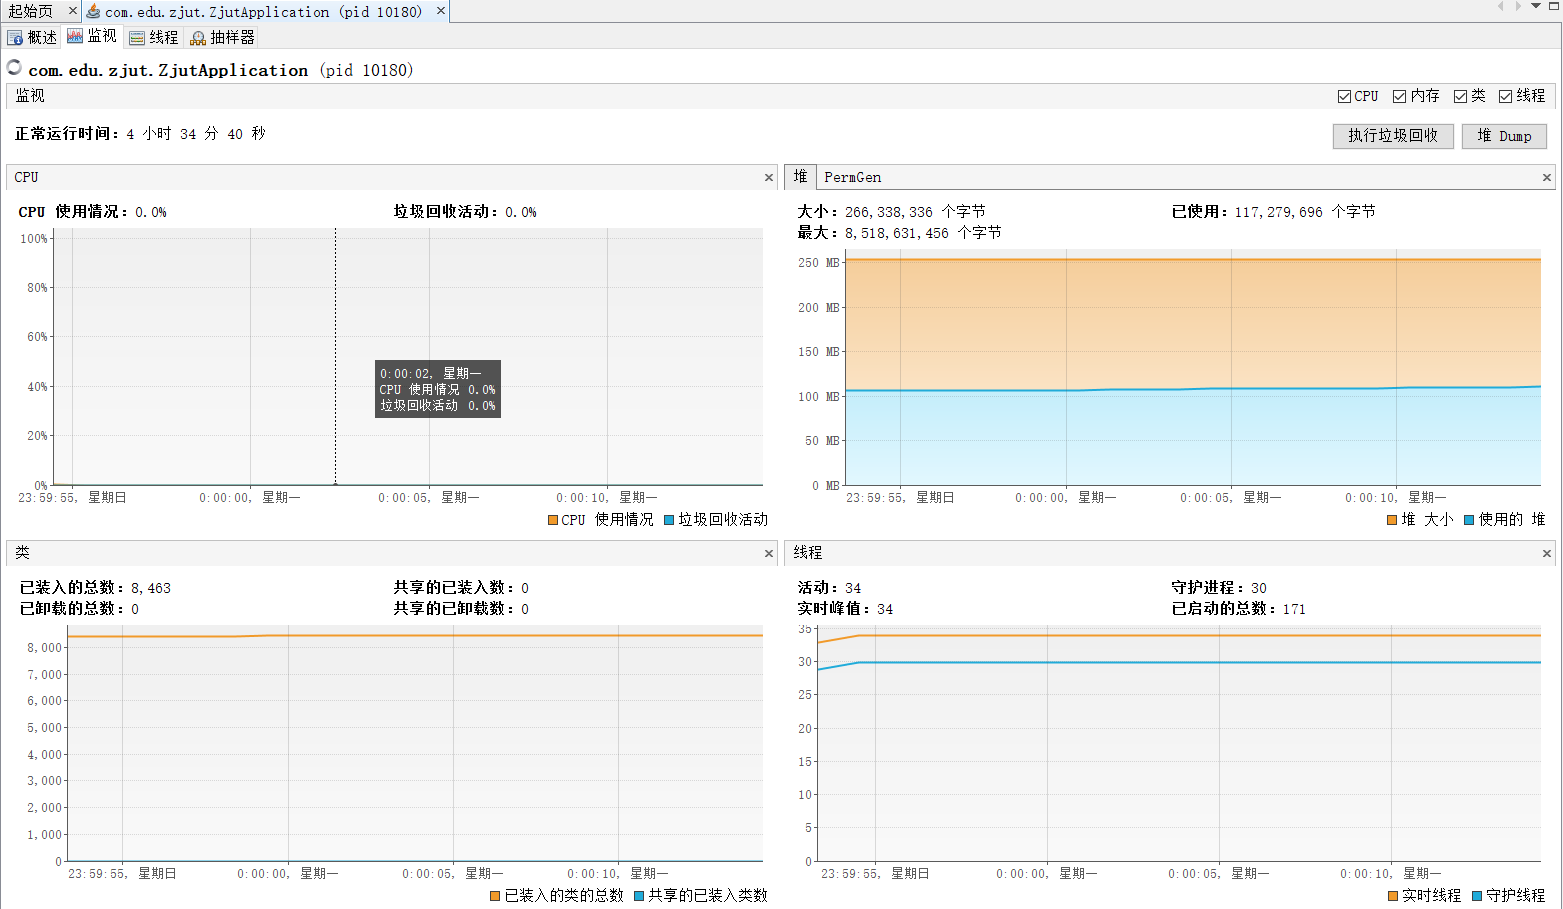 起始页 com.edu.zjut.ZjutApplication (pid 10180)
概述 监视 线程 抽样器
com.edu.zjut.ZjutApplication (pid 10180)
监视 CPU 内存 类 线程
正常运行时间: 4 小时 34 分 40 秒
执行垃圾回收 堆 Dump
CPU
CPU 使用情况: 0.0% 垃圾回收活动: 0.0%
100%
80%
60%
40%
20%
0%
0:00:02, 星期一
CPU 使用情况 0.0%
垃圾回收活动 0.0%
23:59:55, 星期日 0:00:00, 星期一 0:00:05, 星期一 0:00:10, 星期一
CPU 使用情况 垃圾回收活动
堆 PermGen
大小: 266,338,336 个字节 已使用: 117,279,696 个字节
最大: 8,518,631,456 个字节
250 MB
200 MB
150 MB
100 MB
50 MB
0 MB
23:59:55, 星期日 0:00:00, 星期一 0:00:05, 星期一 0:00:10, 星期一
堆 大小 使用的 堆
类
已装入的总数: 8,463 共享的已装入数: 0
已卸载的总数: 0 共享的已卸载数: 0
8,000
7,000
6,000
5,000
4,000
3,000
2,000
1,000
0
23:59:55, 星期日 0:00:00, 星期一 0:00:05, 星期一 0:00:10, 星期一
已装入的类的总数 共享的已装入类数
线程
活动: 34 守护进程: 30
实时峰值: 34 已启动的总数: 171
35
30
25
20
15
10
5
0
23:59:55, 星期日 0:00:00, 星期一 0:00:05, 星期一 0:00:10, 星期一
实时线程 守护线程